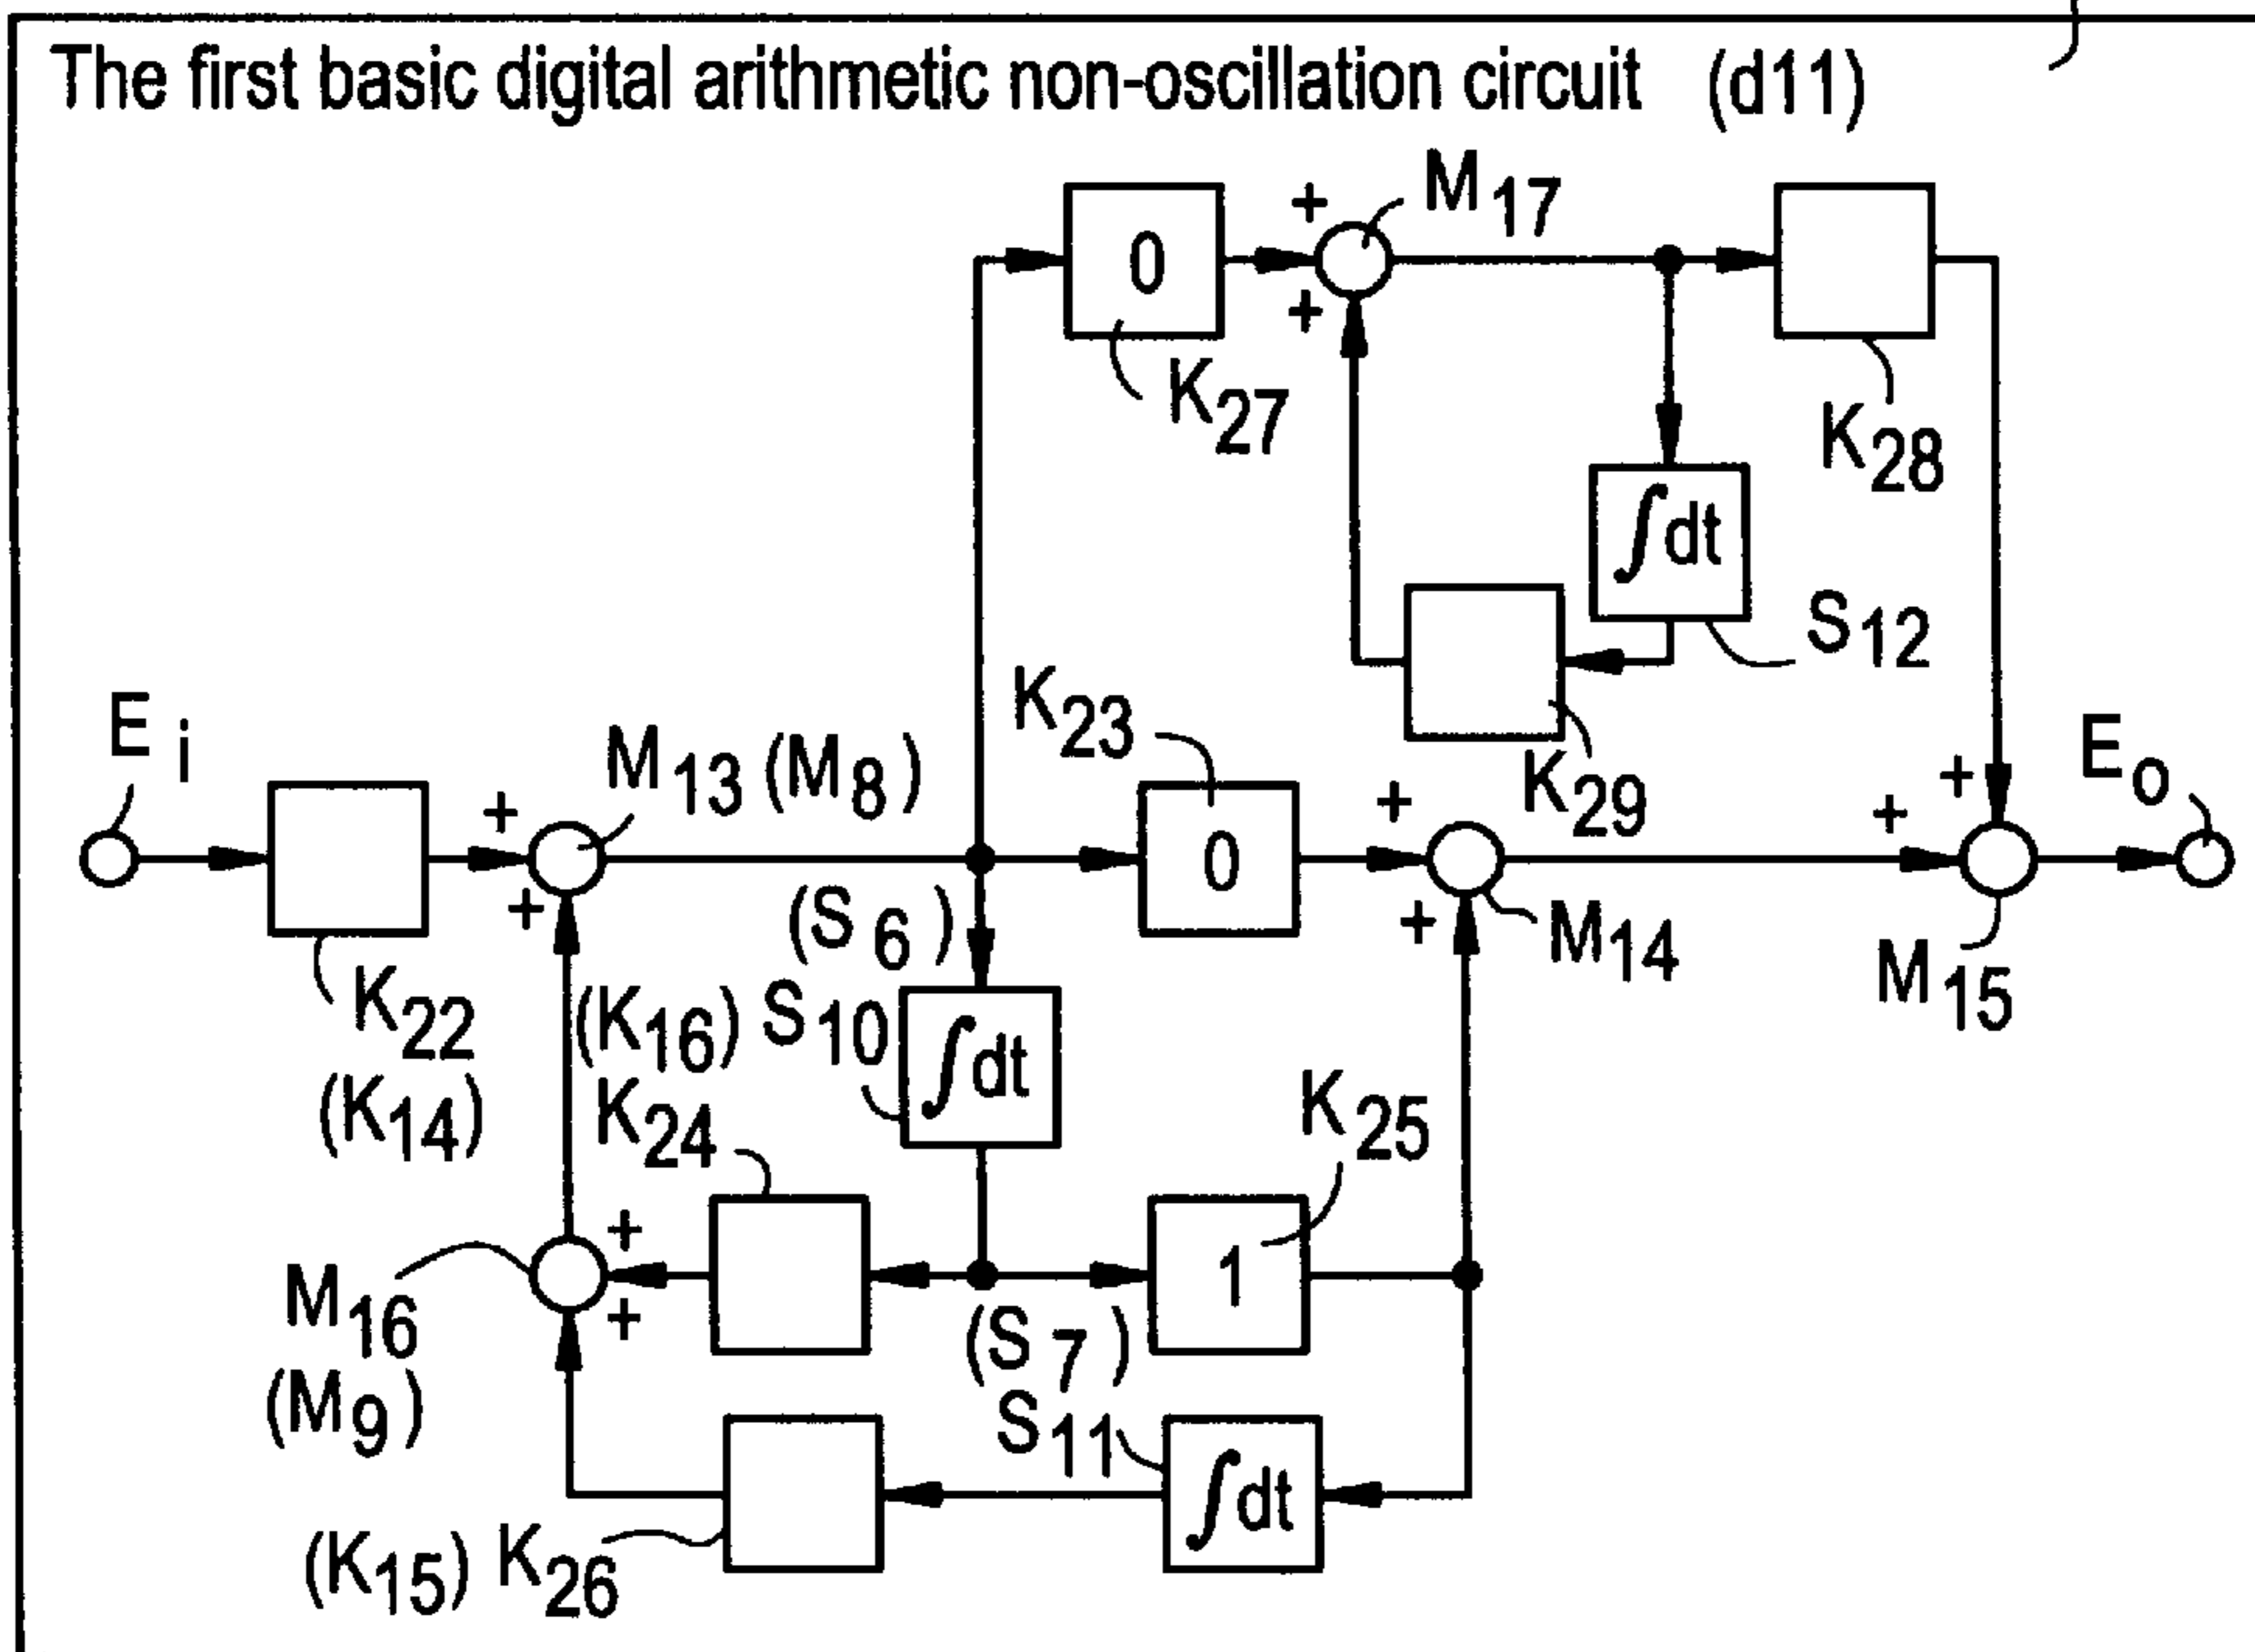 The first basic digital arithmetic non-oscillation circuit (d11)
+ M17
0
+
K27
K28
∫dt
S12
K23
K29
Ei
M13 (M8)
Eo
+ + + +
0
+ (S6) +
M14
M15
K22
(K14)
(K16) S10
K24
∫dt
K25
+
1
M16
(M9)
+
(S7)
S11
∫dt
(K15) K26